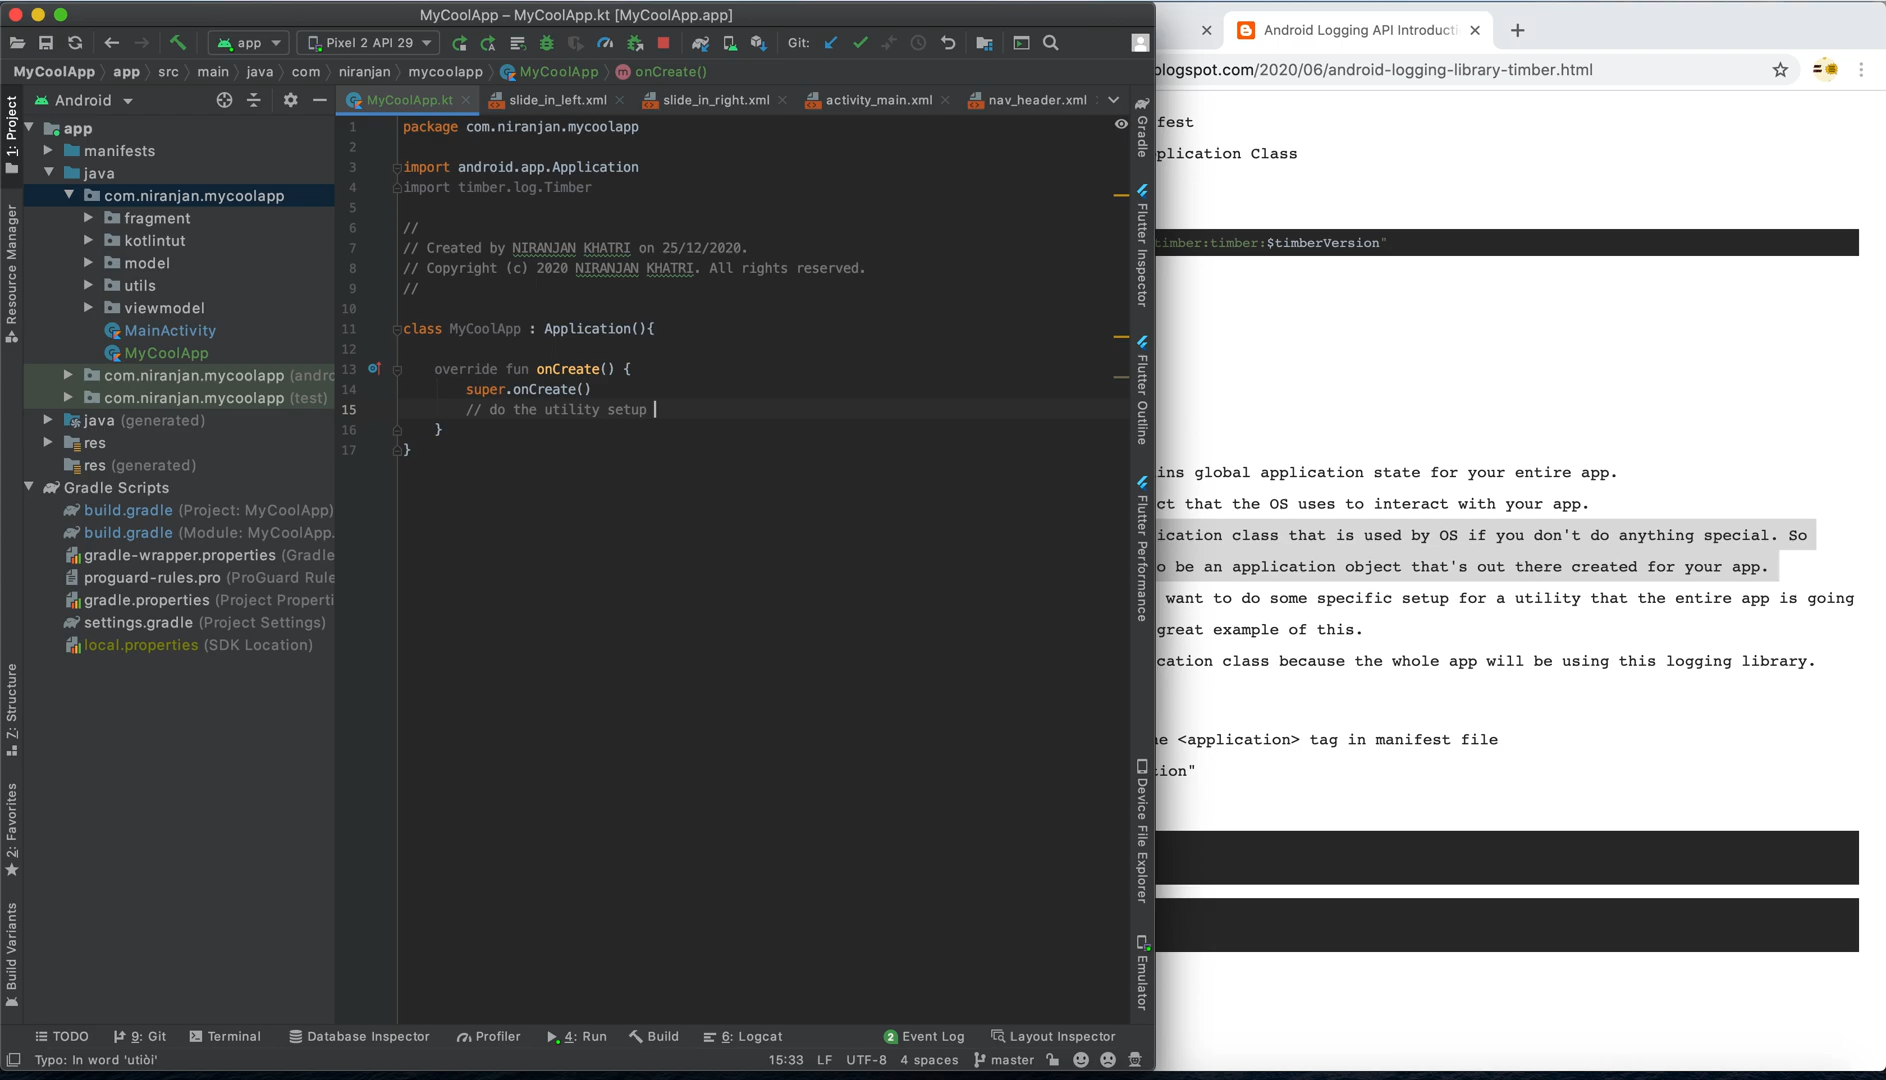 MyCoolApp – MyCoolApp.kt [MyCoolApp.app]
app
Pixel 2 API 29
Git:
MyCoolApp
app
src
main
java
com
niranjan
mycoolapp
MyCoolApp
onCreate()
Android
MyCoolApp.kt
slide_in_left.xml
slide_in_right.xml
activity_main.xml
nav_header.xml
1: Project
Resource Manager
Z: Structure
2: Favorites
Build Variants
app
manifests
java
com.niranjan.mycoolapp
fragment
kotlintut
model
utils
viewmodel
MainActivity
MyCoolApp
com.niranjan.mycoolapp (andro
com.niranjan.mycoolapp (test)
java (generated)
res
res (generated)
Gradle Scripts
build.gradle (Project: MyCoolApp)
build.gradle (Module: MyCoolApp.
gradle-wrapper.properties (Gradle
proguard-rules.pro (ProGuard Rule
gradle.properties (Project Properti
settings.gradle (Project Settings)
local.properties (SDK Location)
1 package com.niranjan.mycoolapp
2
3 import android.app.Application
4 import timber.log.Timber
5
6 //
7 // Created by NIRANJAN KHATRI on 25/12/2020.
8 // Copyright (c) 2020 NIRANJAN KHATRI. All rights reserved.
9 //
10
11 class MyCoolApp : Application(){
12
13 override fun onCreate() {
14 super.onCreate()
15 // do the utility setup
16 }
17 }
Gradle
Flutter Inspector
Flutter Outline
Flutter Performance
Device File Explorer
Emulator
TODO
9: Git
Terminal
Database Inspector
Profiler
4: Run
Build
6: Logcat
2 Event Log
Layout Inspector
Typo: In word 'utiòi'
15:33
LF
UTF-8
4 spaces
master
Android Logging API Introducti
blogspot.com/2020/06/android-logging-library-timber.html
fest
plication Class
timber:timber:$timberVersion"
ins global application state for your entire app.
ct that the OS uses to interact with your app.
ication class that is used by OS if you don't do anything special. So
o be an application object that's out there created for your app.
want to do some specific setup for a utility that the entire app is going
great example of this.
cation class because the whole app will be using this logging library.
he <application> tag in manifest file
tion"